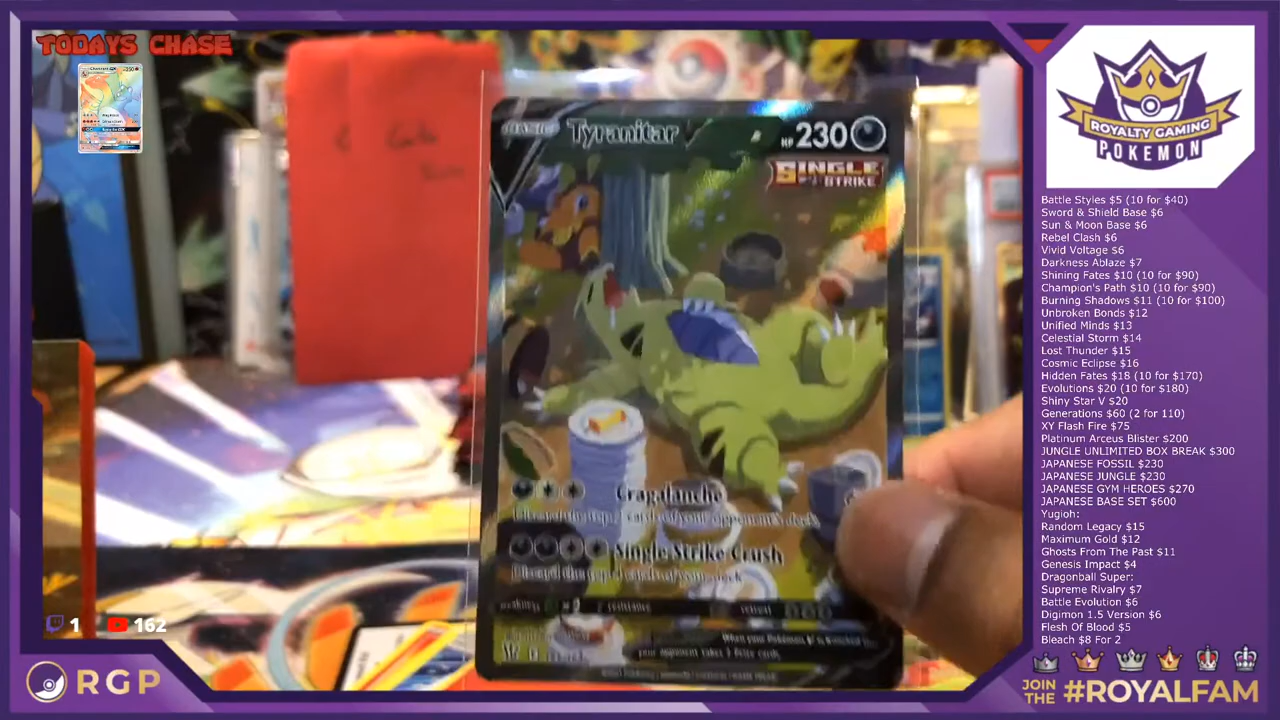 TODAYS CHASE
Tyranitar V
HP 230
SINGLE STRIKE
Cragalanche
Single Strike Crush
weakness
resistance
retreat
1
162
RGP
ROYALTY GAMING
POKEMON
Battle Styles $5 (10 for $40)
Sword & Shield Base $6
Sun & Moon Base $6
Rebel Clash $6
Vivid Voltage $6
Darkness Ablaze $7
Shining Fates $10 (10 for $90)
Champion's Path $10 (10 for $90)
Burning Shadows $11 (10 for $100)
Unbroken Bonds $12
Unified Minds $13
Celestial Storm $14
Lost Thunder $15
Cosmic Eclipse $16
Hidden Fates $18 (10 for $170)
Evolutions $20 (10 for $180)
Shiny Star V $20
Generations $60 (2 for 110)
XY Flash Fire $75
Platinum Arceus Blister $200
JUNGLE UNLIMITED BOX BREAK $300
JAPANESE FOSSIL $230
JAPANESE JUNGLE $230
JAPANESE GYM HEROES $270
JAPANESE BASE SET $600
Yugioh:
Random Legacy $15
Maximum Gold $12
Ghosts From The Past $11
Genesis Impact $4
Dragonball Super:
Supreme Rivalry $7
Battle Evolution $6
Digimon 1.5 Version $6
Flesh Of Blood $5
Bleach $8 For 2
JOIN THE #ROYALFAM